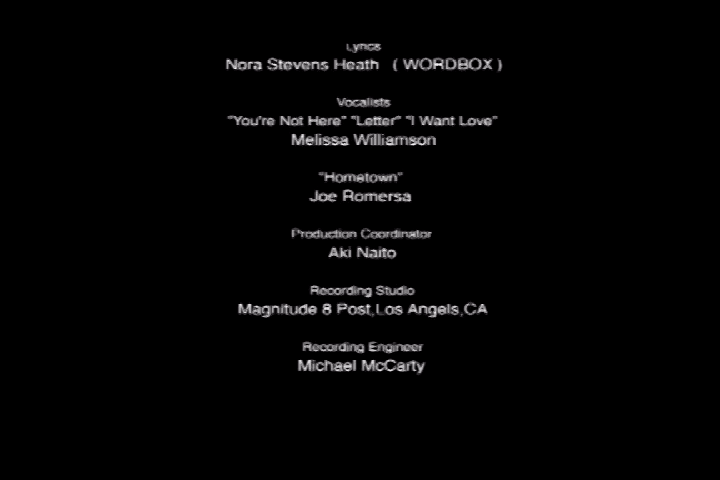 Lyrics
Nora Stevens Heath ( WORDBOX )
Vocalists
"You're Not Here" "Letter" "I Want Love"
Melissa Williamson
"Hometown"
Joe Romersa
Production Coordinator
Aki Naito
Recording Studio
Magnitude 8 Post,Los Angels,CA
Recording Engineer
Michael McCarty